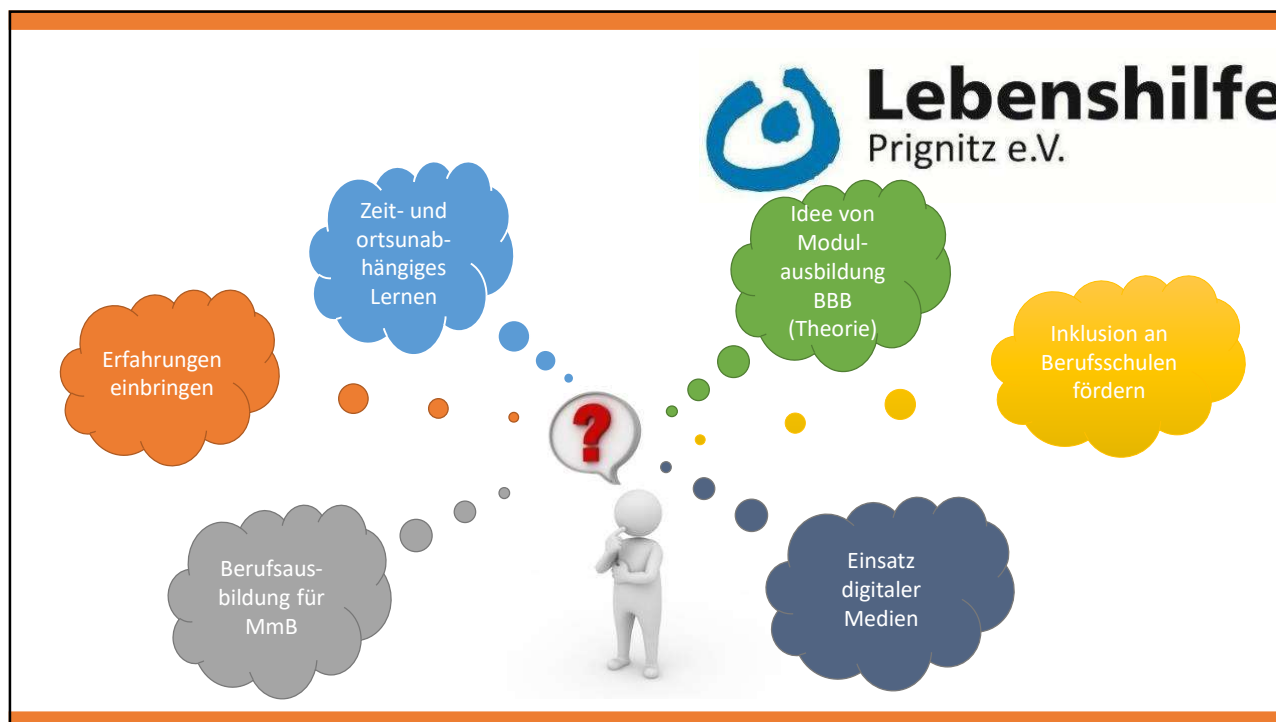 Lebenshilfe
Prignitz e.V.
Zeit- und
ortsunab-
hängiges
Lernen
Idee von
Modul-
ausbildung
BBB
(Theorie)
Erfahrungen
einbringen
Inklusion an
Berufsschulen
fördern
?
Berufsaus-
bildung für
MmB
Einsatz
digitaler
Medien